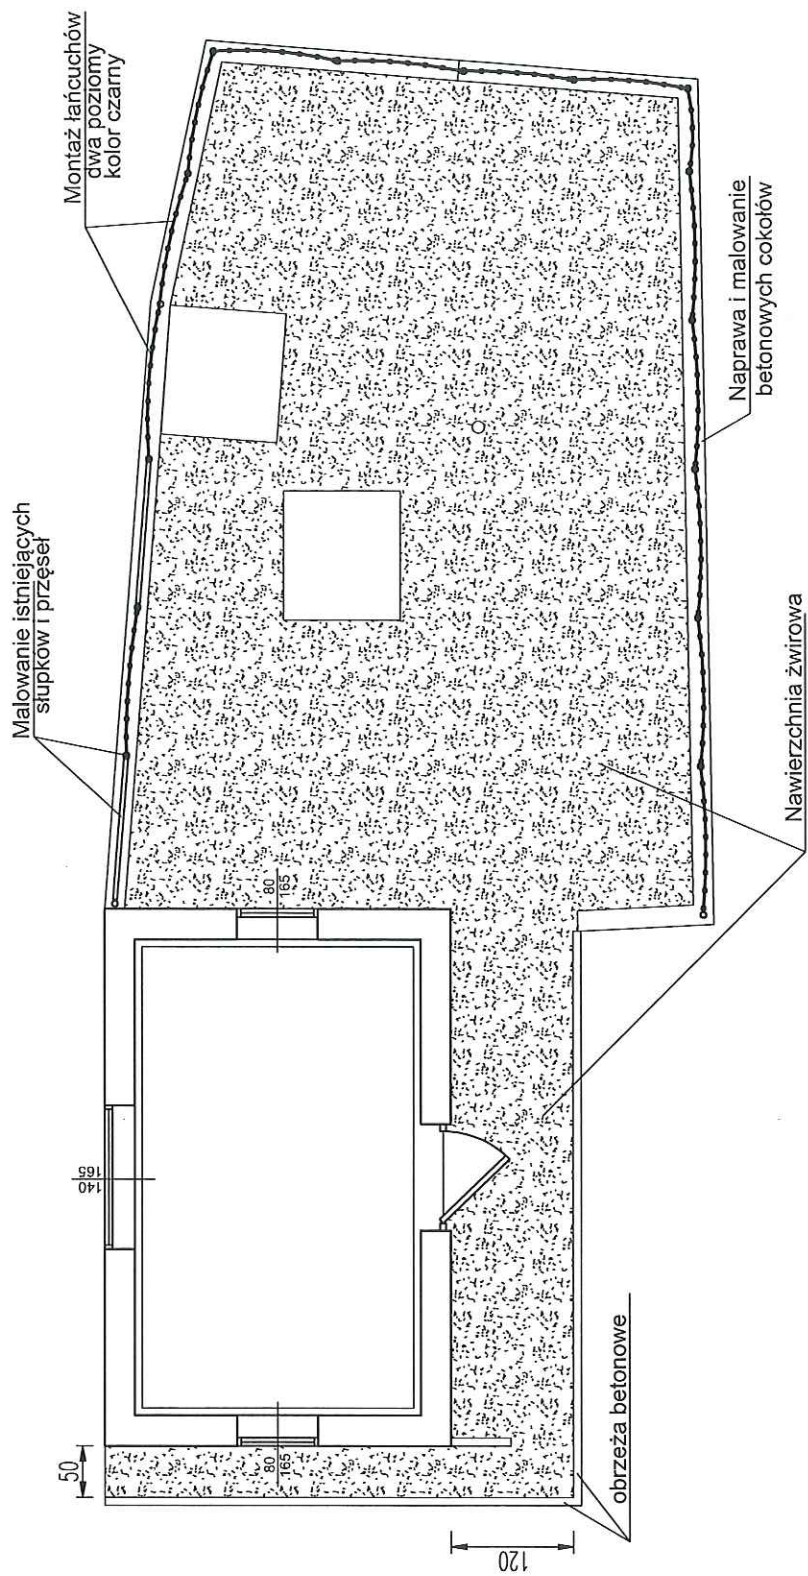 Montaż łańcuchów
dwa poziomy
kolor czarny
Malowanie istniejących
słupków i przęseł
Naprawa i malowanie
betonowych cokołów
Nawierzchnia żwirowa
obrzeża betonowe
80
165
140
165
80
165
50
120